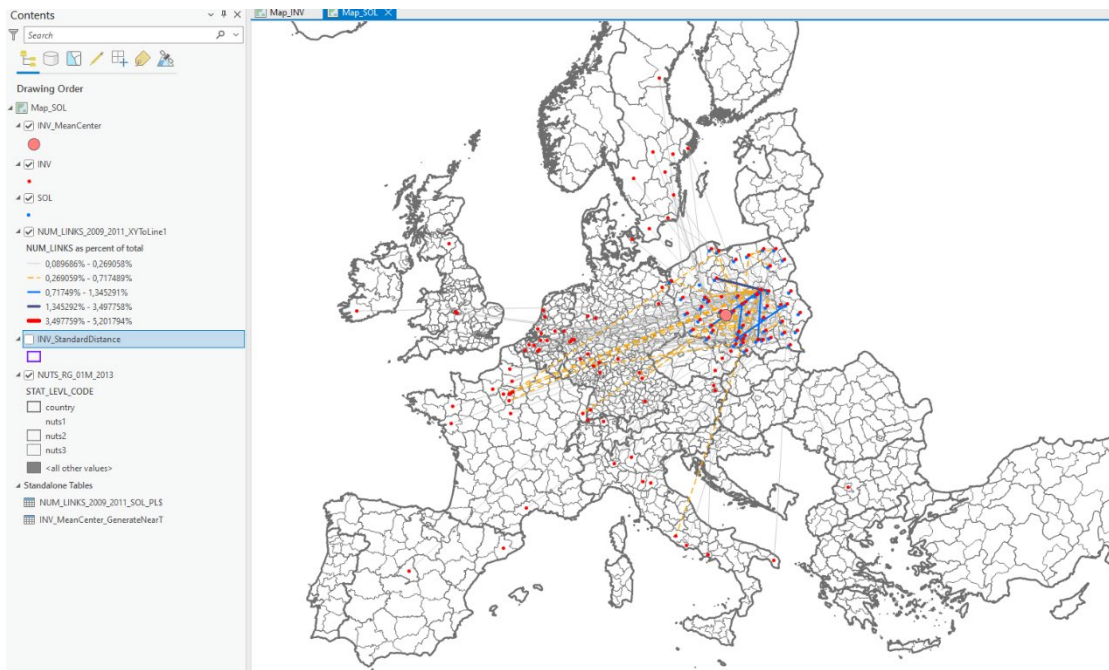 Contents
Map_INV
Map_SOL
Search
Drawing Order
Map_SOL
INV_MeanCenter
INV
SOL
NUM_LINKS_2009_2011_XYToLine1
NUM_LINKS as percent of total
0,089686% - 0,269058%
0,269059% - 0,717489%
0,71749% - 1,345291%
1,345292% - 3,497758%
3,497759% - 5,201794%
INV_StandardDistance
NUTS_RG_01M_2013
STAT_LEVL_CODE
country
nuts1
nuts2
nuts3
<all other values>
Standalone Tables
NUM_LINKS_2009_2011_SOL_PL$
INV_MeanCenter_GenerateNearT